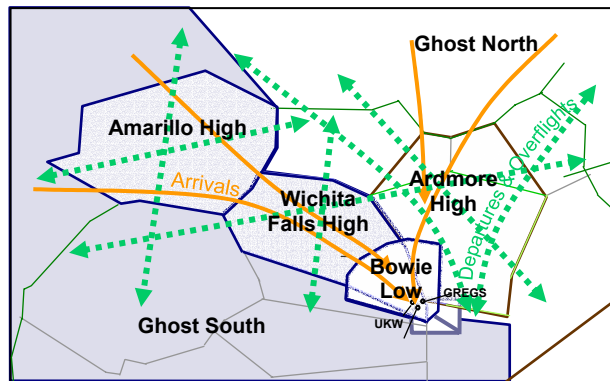 Ghost North
Amarillo High
Arrivals
Wichita
Falls High
Ardmore
High
Departures & Overflights
Bowie
Low
GREGS
Ghost South
UKW